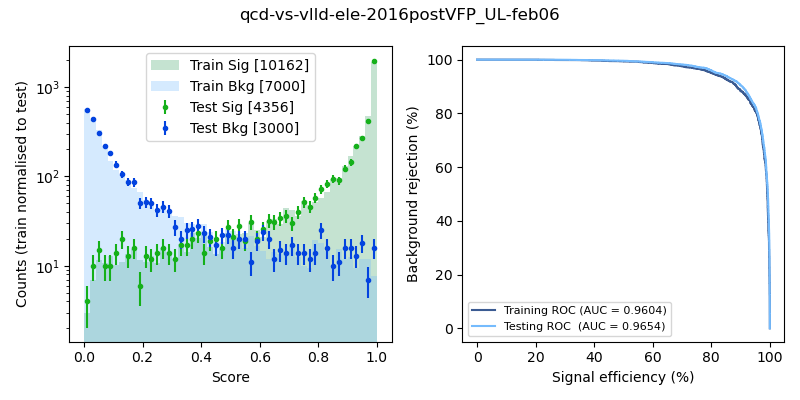 qcd-vs-vlld-ele-2016postVFP_UL-feb06
Counts (train normalised to test)
10³
10²
10¹
Train Sig [10162]
Train Bkg [7000]
Test Sig [4356]
Test Bkg [3000]
0.0 0.2 0.4 0.6 0.8 1.0
Score
Background rejection (%)
100
80
60
40
20
0
Training ROC (AUC = 0.9604)
Testing ROC (AUC = 0.9654)
0 20 40 60 80 100
Signal efficiency (%)